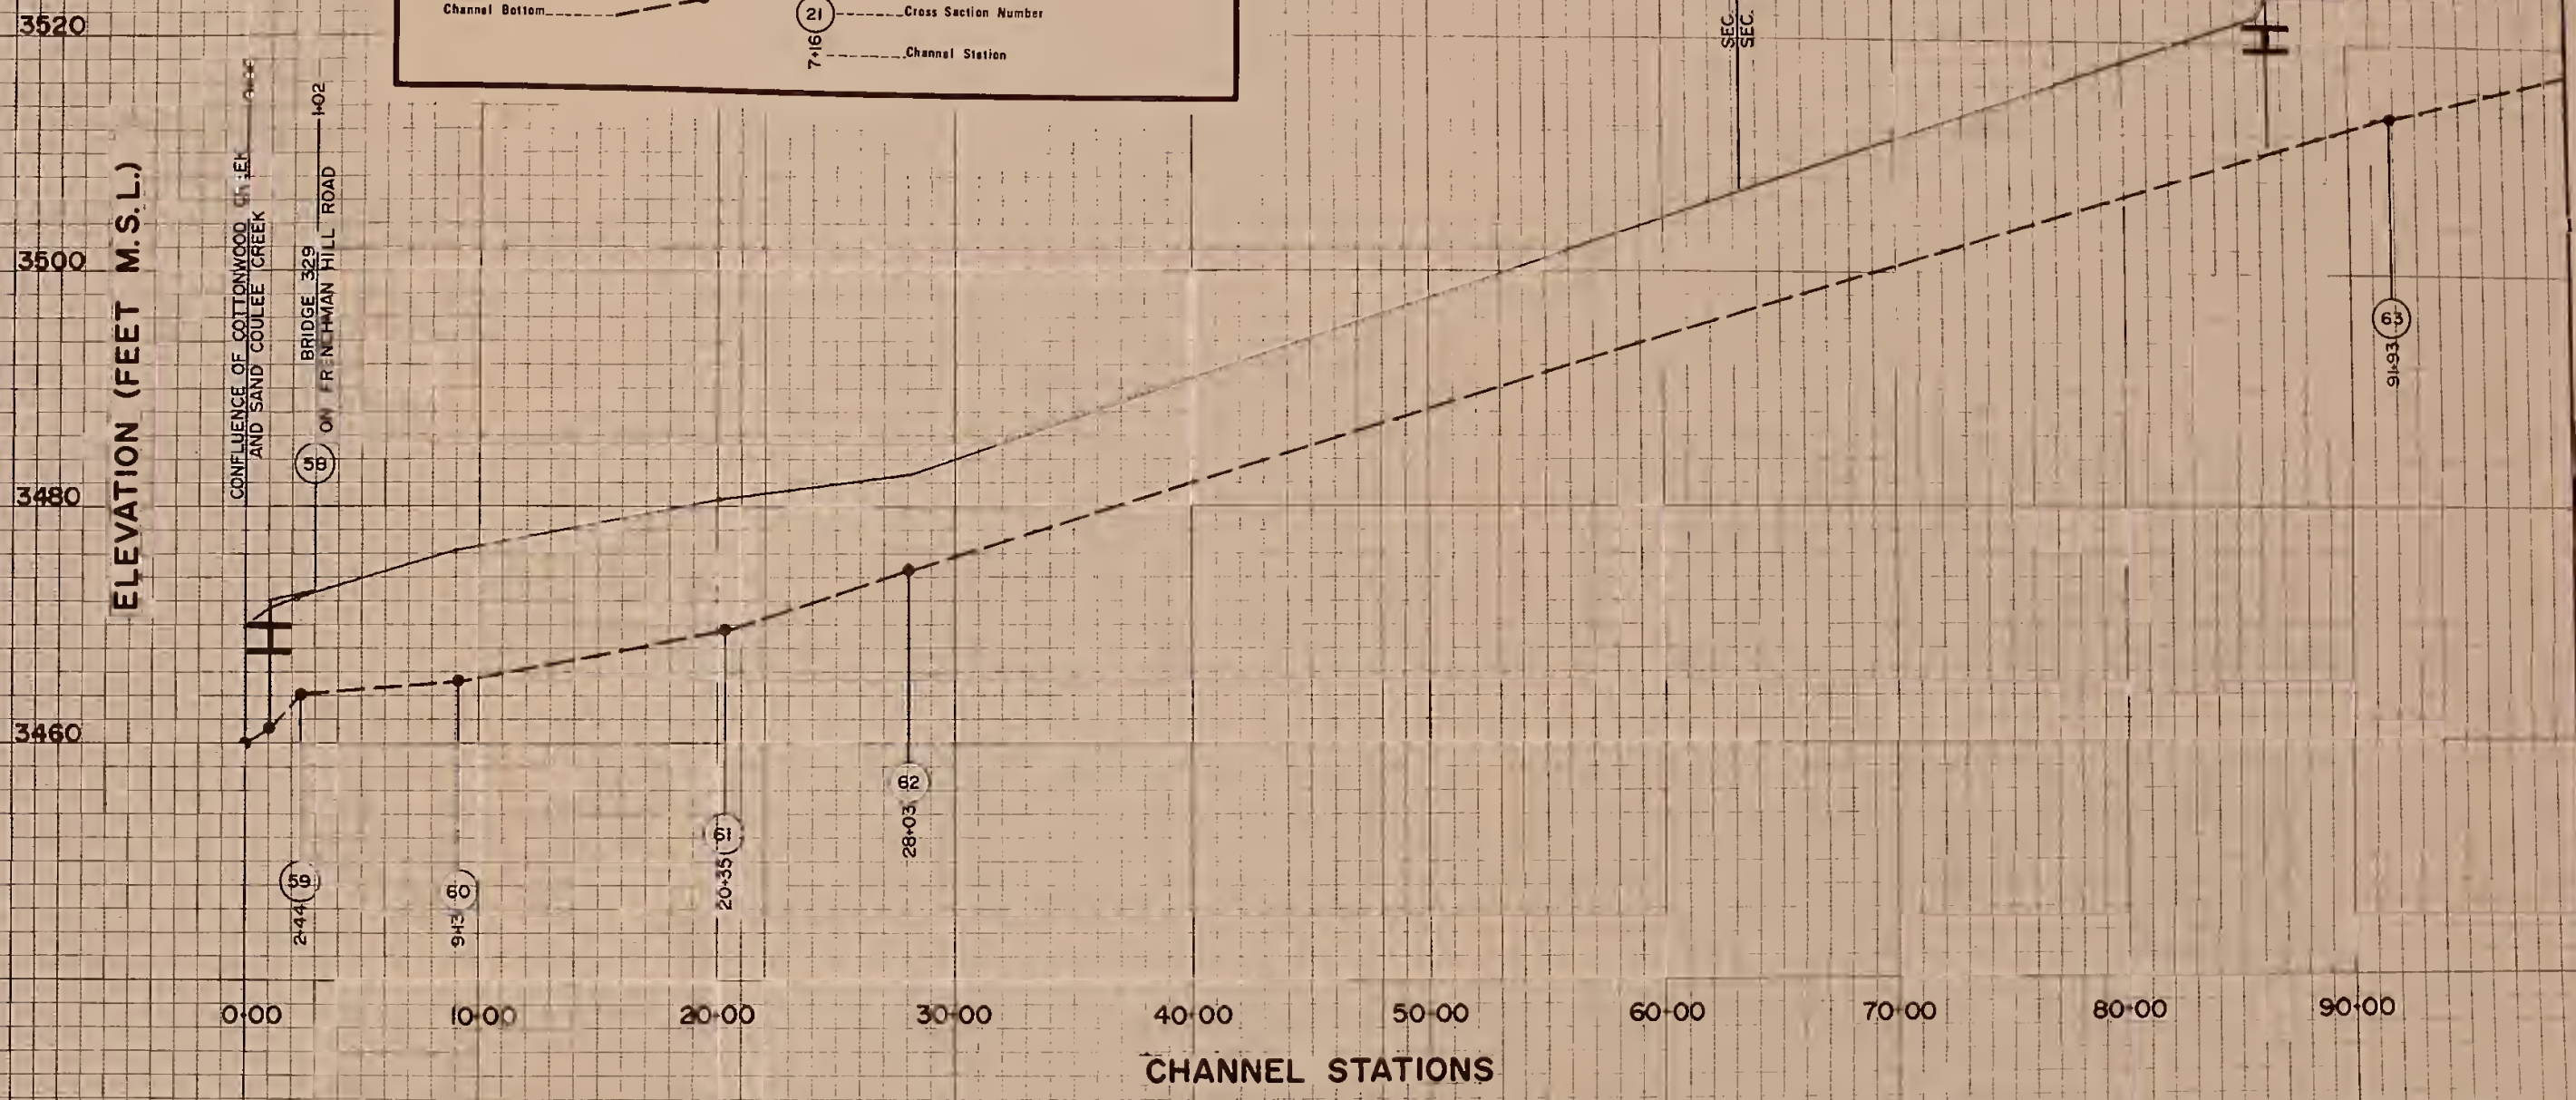 3520
3500
3480
3460
ELEVATION (FEET M.S.L.)
Channel Bottom
21 Cross Section Number
7+16 Channel Station
CONFLUENCE OF COTTONWOOD
AND SAND COULEE CREEK
BRIDGE 329
ON FRENCHMAN HILL ROAD
1+02
58
SEC.
SEC.
59
2+44
60
9+13
61
20+35
62
28+03
63
91+93
0+00 10+00 20+00 30+00 40+00 50+00 60+00 70+00 80+00 90+00
CHANNEL STATIONS